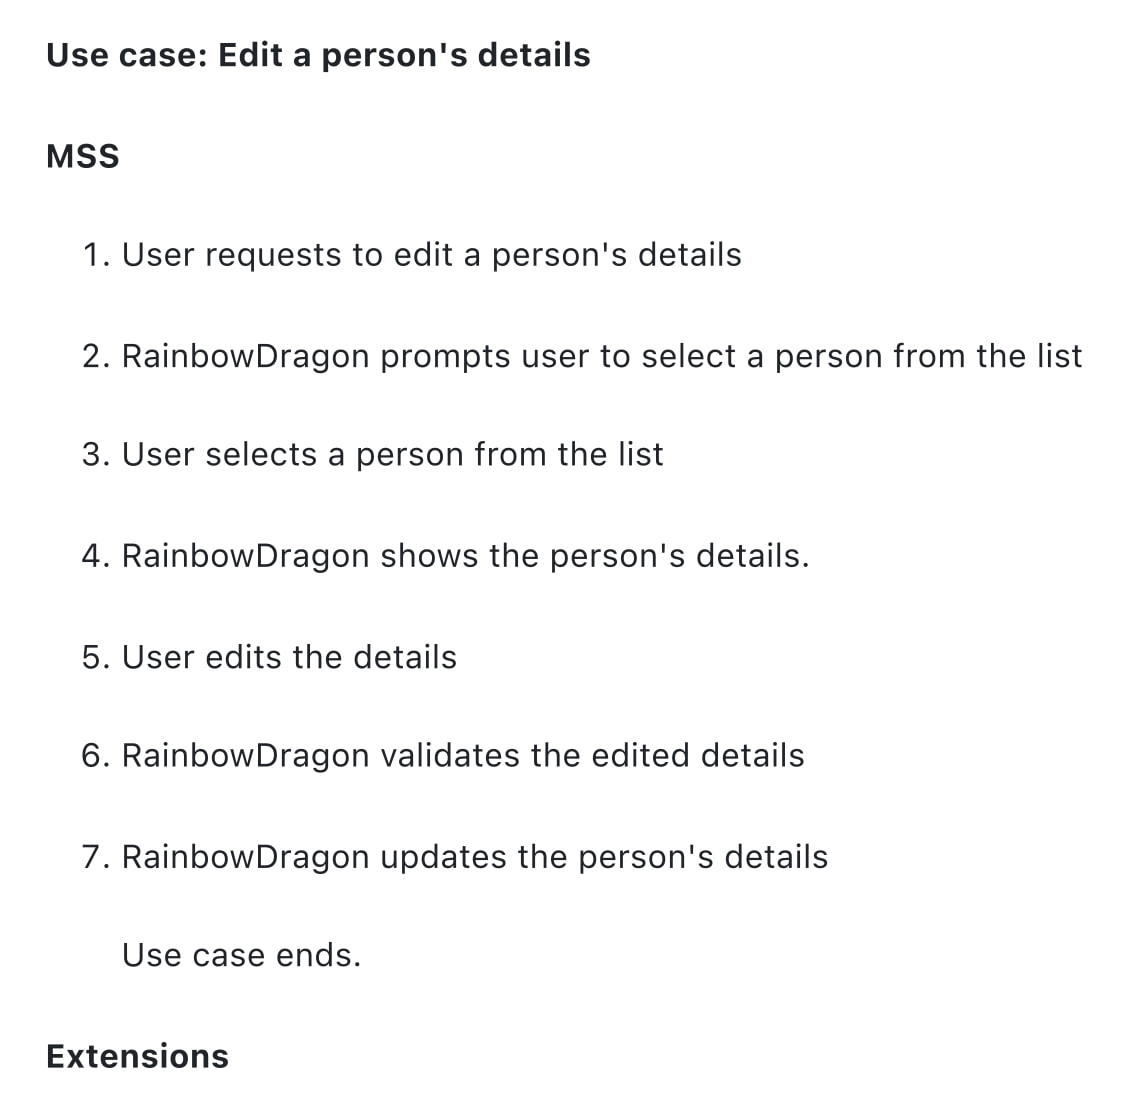 Use case: Edit a person's details
MSS
1. User requests to edit a person's details
2. RainbowDragon prompts user to select a person from the list
3. User selects a person from the list
4. RainbowDragon shows the person's details.
5. User edits the details
6. RainbowDragon validates the edited details
7. RainbowDragon updates the person's details
Use case ends.
Extensions